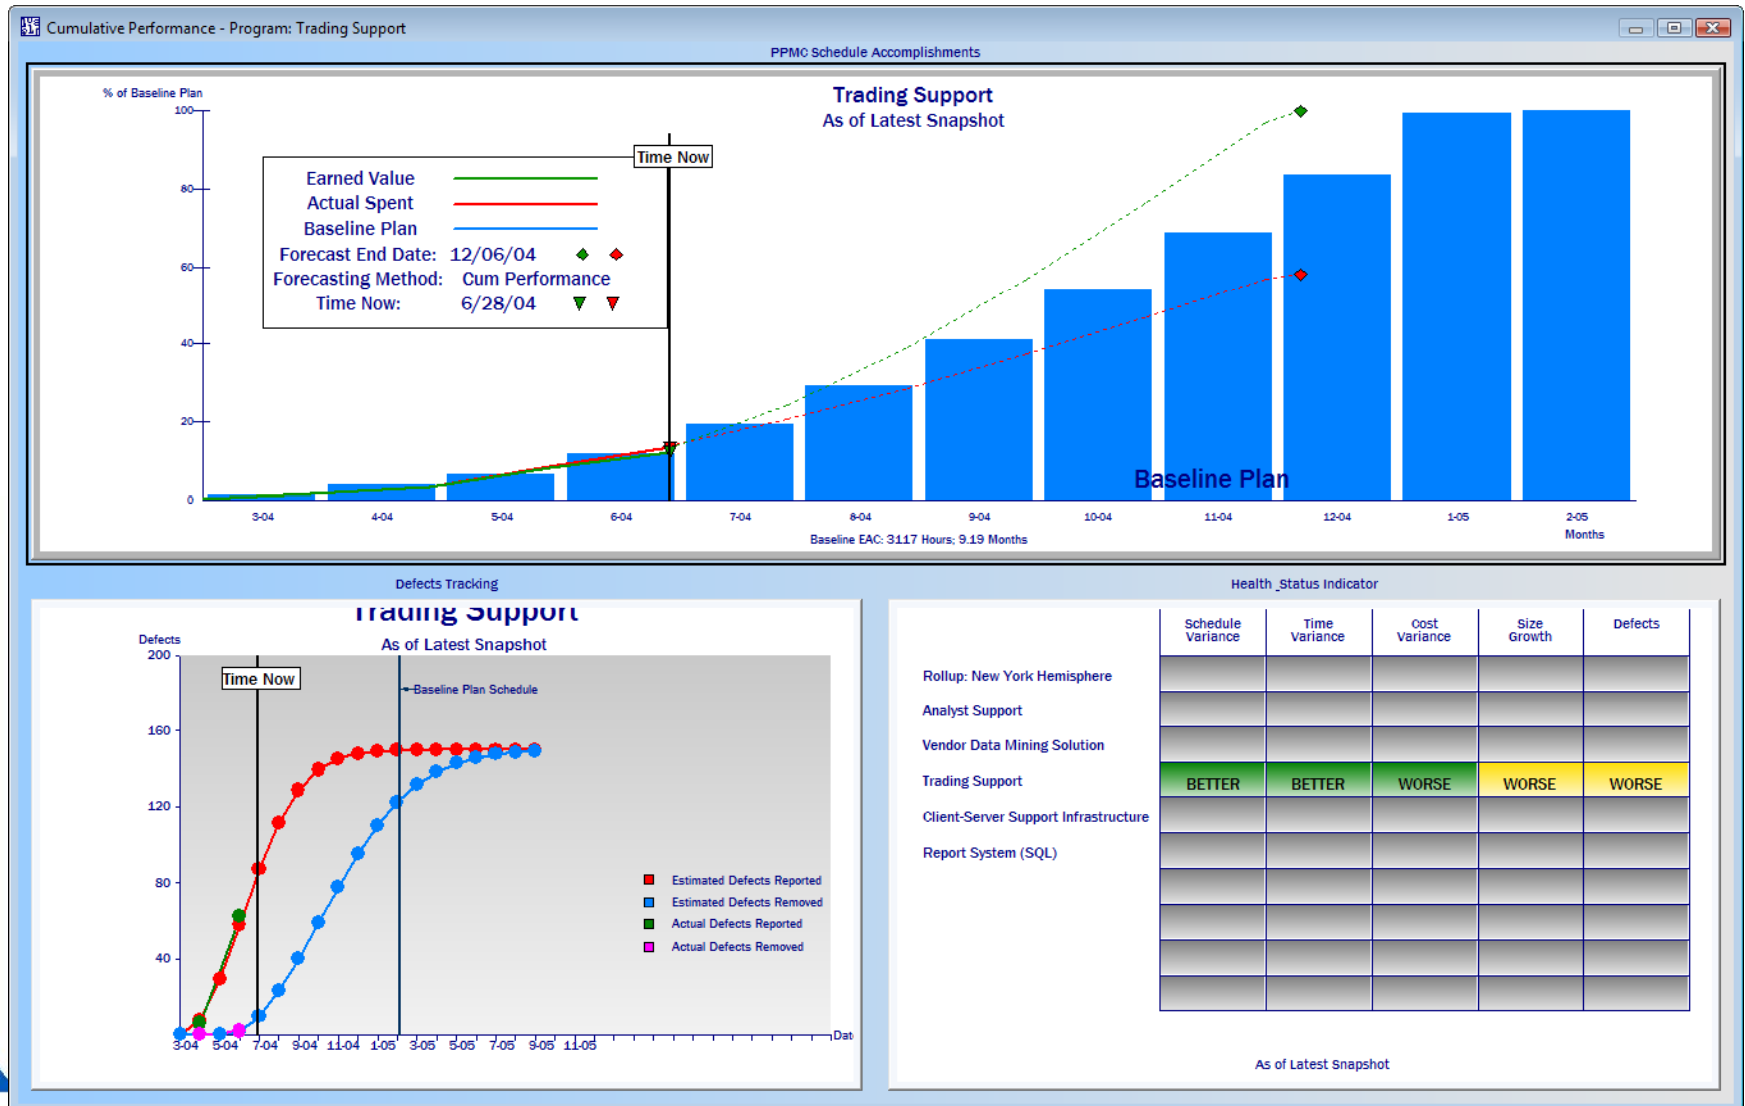 Cumulative Performance - Program: Trading Support
PPMC Schedule Accomplishments
% of Baseline Plan
Trading Support
As of Latest Snapshot
100
80
60
40
20
0
Time Now
Earned Value
Actual Spent
Baseline Plan
Forecast End Date: 12/06/04
Forecasting Method: Cum Performance
Time Now: 6/28/04
Baseline Plan
3-04 4-04 5-04 6-04 7-04 8-04 9-04 10-04 11-04 12-04 1-05 2-05
Months
Baseline EAC: 3117 Hours; 9.19 Months
Defects Tracking
Trading Support
As of Latest Snapshot
Defects
200
160
120
80
40
Time Now
Baseline Plan Schedule
Estimated Defects Reported
Estimated Defects Removed
Actual Defects Reported
Actual Defects Removed
3-04 5-04 7-04 9-04 11-04 1-05 3-05 5-05 7-05 9-05 11-05
Dat
Health _Status Indicator
Schedule Variance
Time Variance
Cost Variance
Size Growth
Defects
Rollup: New York Hemisphere
Analyst Support
Vendor Data Mining Solution
Trading Support BETTER BETTER WORSE WORSE WORSE
Client-Server Support Infrastructure
Report System (SQL)
As of Latest Snapshot